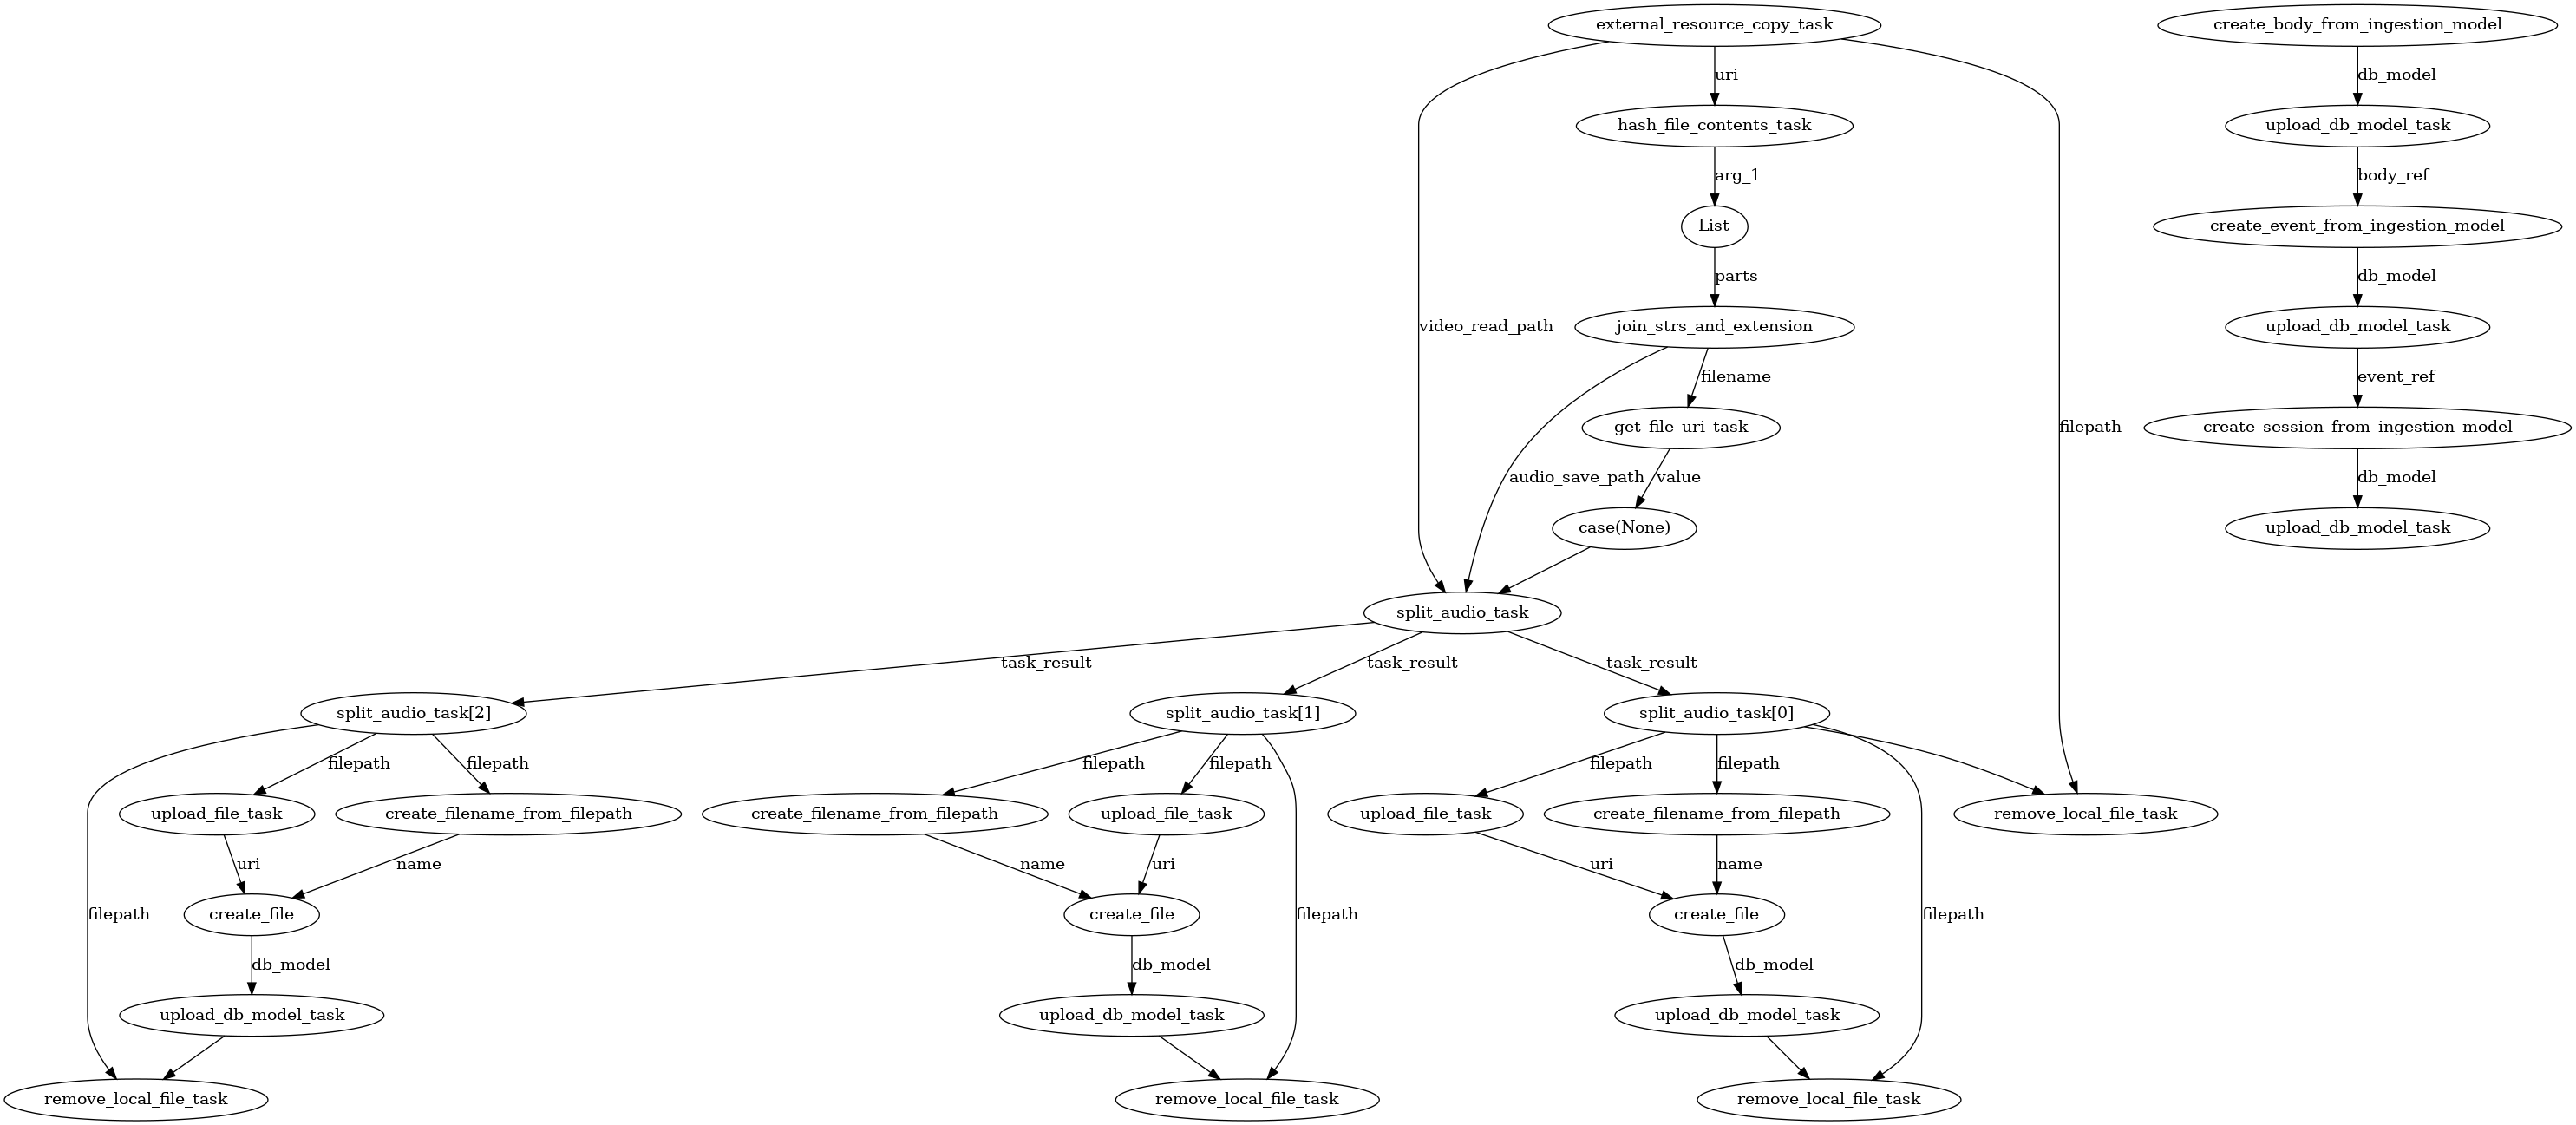 external_resource_copy_task
create_body_from_ingestion_model
uri
db_model
hash_file_contents_task
upload_db_model_task
arg_1
body_ref
List
create_event_from_ingestion_model
parts
db_model
video_read_path
join_strs_and_extension
upload_db_model_task
filename
event_ref
get_file_uri_task
filepath
create_session_from_ingestion_model
audio_save_path
value
db_model
case(None)
upload_db_model_task
split_audio_task
task_result
task_result
task_result
split_audio_task[2]
split_audio_task[1]
split_audio_task[0]
filepath
filepath
filepath
filepath
filepath
filepath
upload_file_task
create_filename_from_filepath
create_filename_from_filepath
upload_file_task
upload_file_task
create_filename_from_filepath
remove_local_file_task
uri
name
name
uri
uri
name
filepath
create_file
create_file
filepath
create_file
filepath
db_model
db_model
db_model
upload_db_model_task
upload_db_model_task
upload_db_model_task
remove_local_file_task
remove_local_file_task
remove_local_file_task